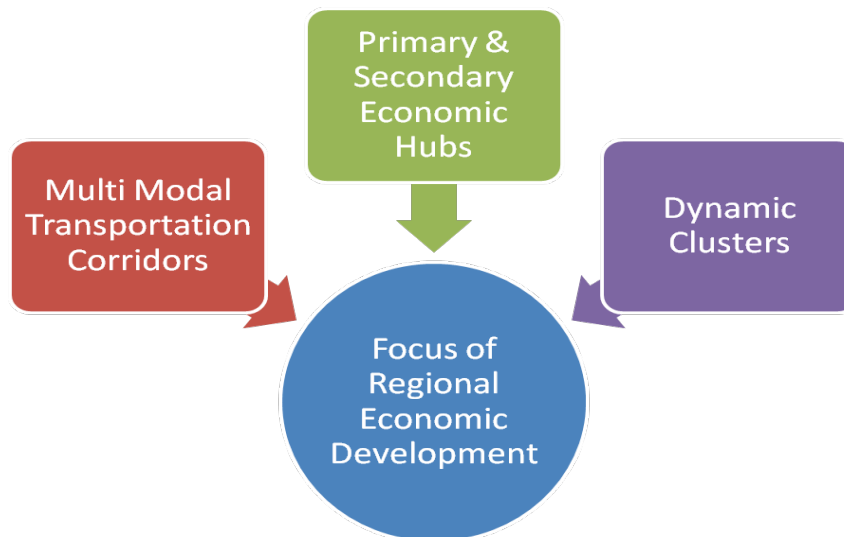 Primary &
Secondary
Economic
Hubs
Multi Modal
Transportation
Corridors
Dynamic
Clusters
Focus of
Regional
Economic
Development